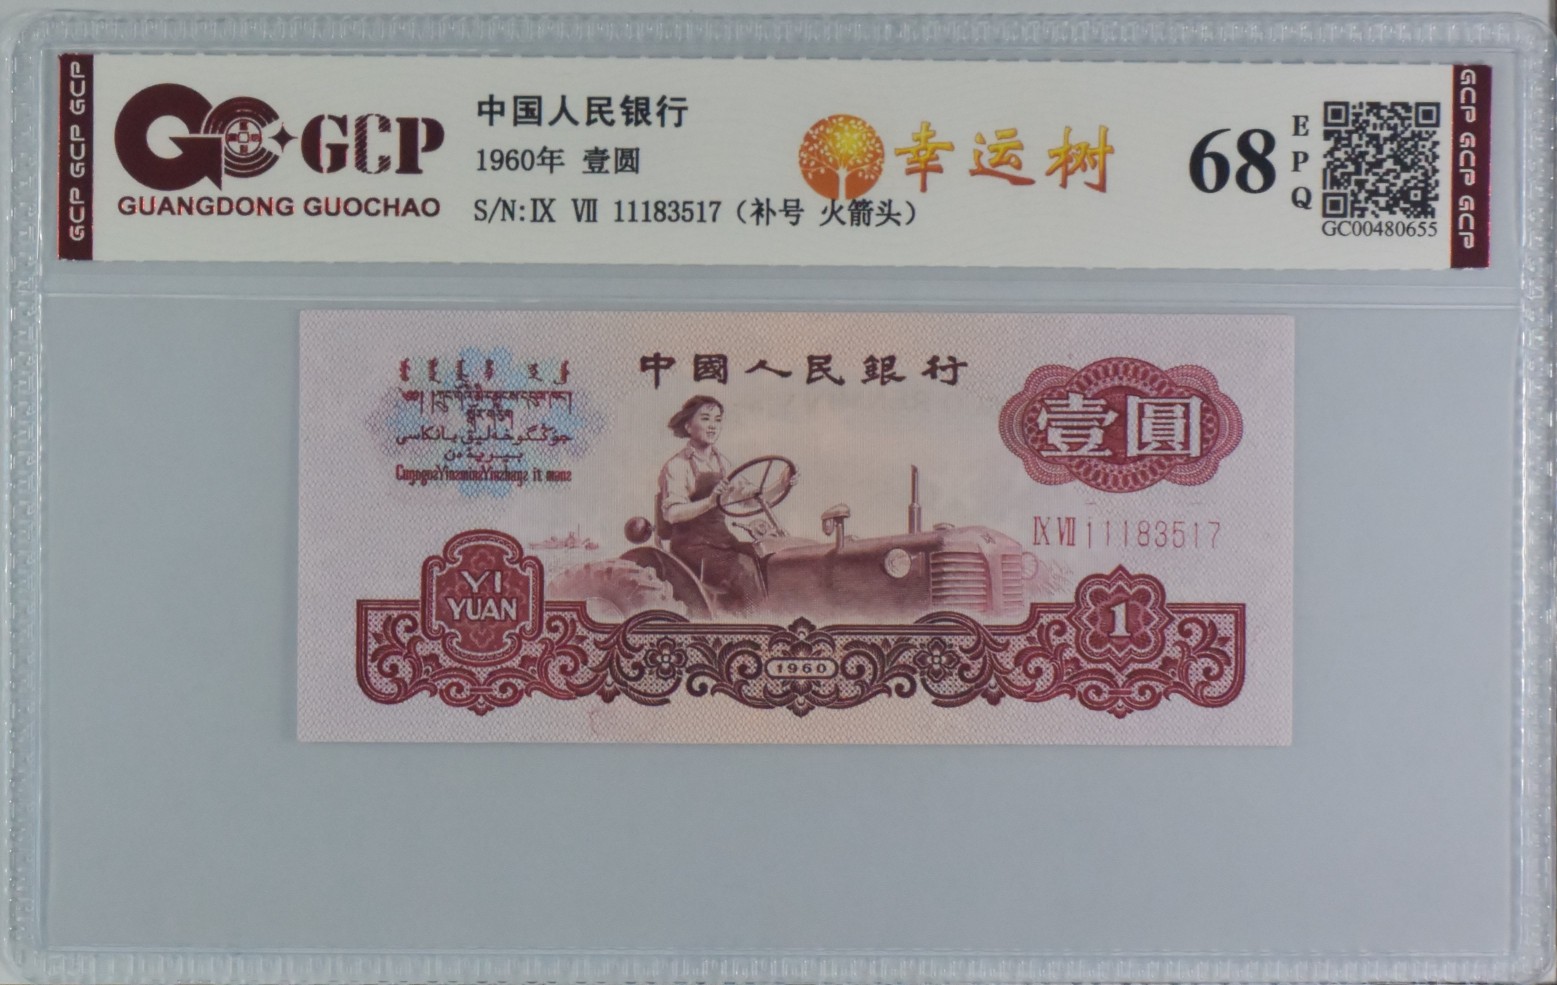 GCP GCP GCP
GCP
GUANGDONG GUOCHAO
中国人民银行
1960年 壹圆
S/N:IX VII 11183517（补号 火箭头）
幸运树
68
EPQ
GC00480655
GCP GCP GCP
中國人民銀行
壹圓
IX VII 11183517
YI
YUAN
1
1960